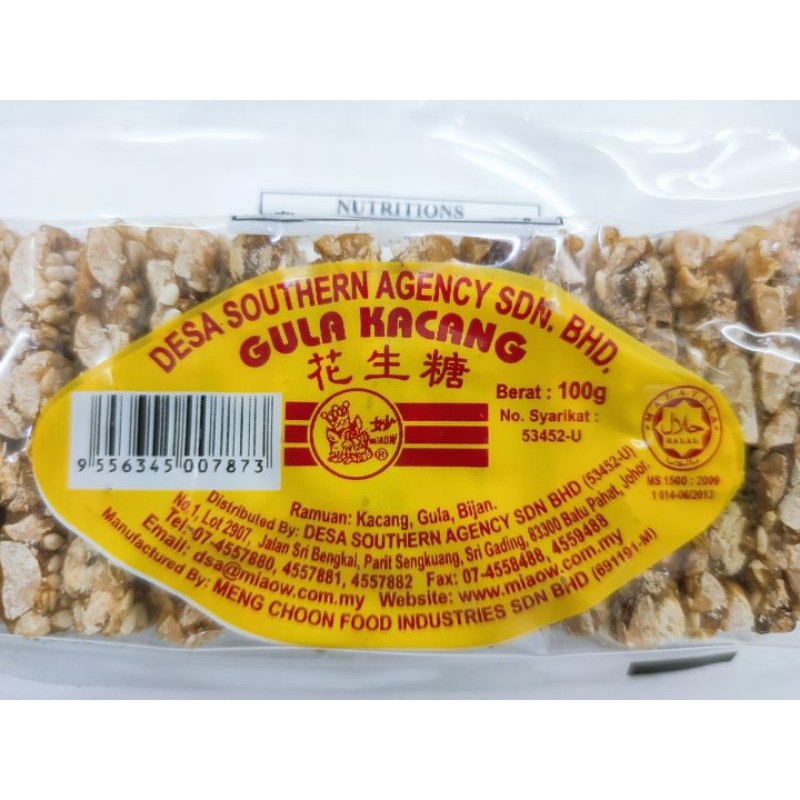 NUTRITIONS
DESA SOUTHERN AGENCY SDN. BHD.
GULA KACANG
花生糖
Berat : 100g
No. Syarikat :
53452-U
妙
MIAOW
®
MALAYSIA
حلال
HALAL
MS 1500 : 2009
1 014-06/2013
9 556345 007873
Ramuan: Kacang, Gula, Bijan.
Distributed By: DESA SOUTHERN AGENCY SDN BHD (53452-U)
No.1, Lot 2907, Jalan Sri Bengkal, Parit Sengkuang, Sri Gading, 83300 Batu Pahat, Johor.
Tel:-07-4557880, 4557881, 4557882 Fax: 07-4558488, 4559488
Email: dsa@miaow.com.my Website: www.miaow.com.my
Manufactured By: MENG CHOON FOOD INDUSTRIES SDN BHD (691191-M)